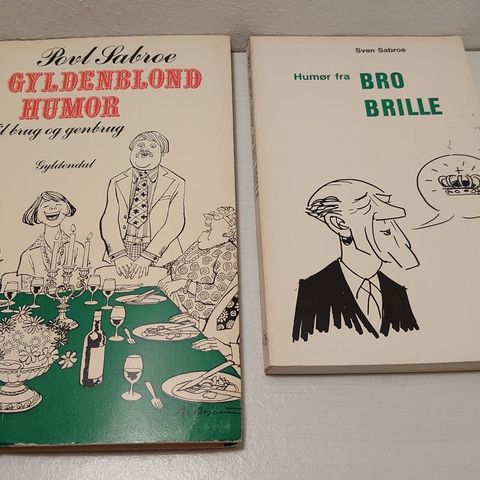 Povl Sabroe
GYLDENBLOND
HUMOR
til brug og genbrug
Gyldendal
Sven Sabroe
Humør fra BRO
BRILLE